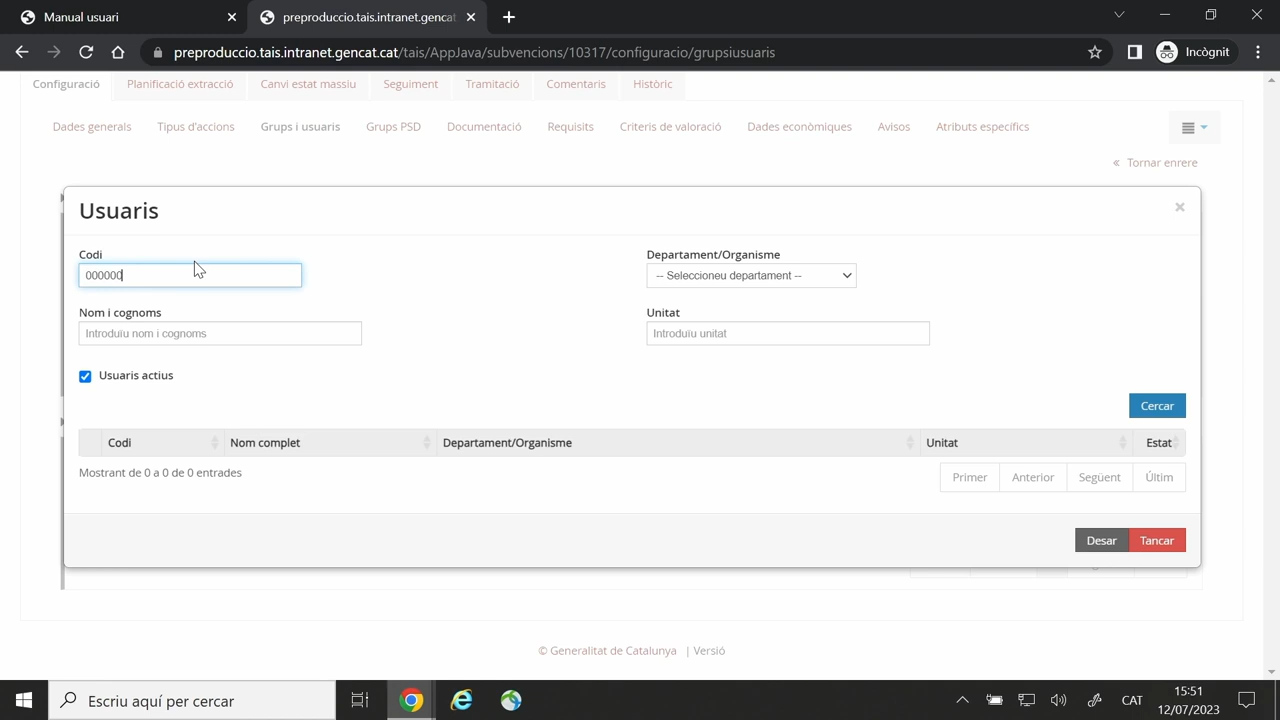 Manual usuari
preproduccio.tais.intranet.gencat
preproduccio.tais.intranet.gencat.cat/tais/AppJava/subvencions/10317/configuracio/grupsiusuaris
Incògnit
Configuració Planificació extracció Canvi estat massiu Seguiment Tramitació Comentaris Històric
Dades generals Tipus d'accions Grups i usuaris Grups PSD Documentació Requisits Criteris de valoració Dades econòmiques Avisos Atributs específics
« Tornar enrere
Usuaris
×
Codi
000000
Departament/Organisme
-- Seleccioneu departament --
Nom i cognoms
Introduïu nom i cognoms
Unitat
Introduïu unitat
Usuaris actius
Cercar
Codi Nom complet Departament/Organisme Unitat Estat
Mostrant de 0 a 0 de 0 entrades
Primer Anterior Següent Últim
Desar Tancar
© Generalitat de Catalunya | Versió
Escriu aquí per cercar
CAT
15:51
12/07/2023